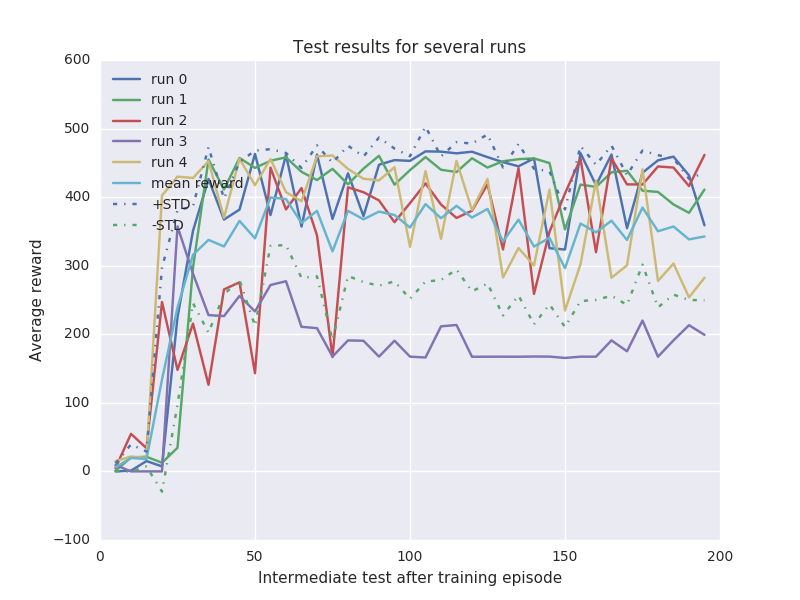 Test results for several runs
600
500
400
300
200
100
0
−100
0
50
100
150
200
Average reward
Intermediate test after training episode
run 0
run 1
run 2
run 3
run 4
mean reward
+STD
-STD